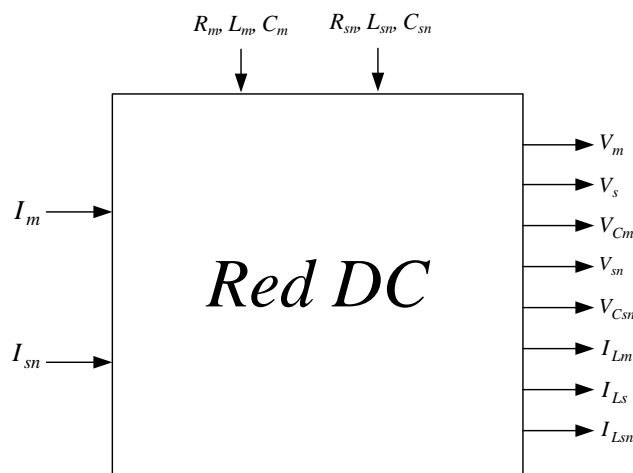 R_m, L_m, C_m
R_sn, L_sn, C_sn
I_m
I_sn
Red DC
V_m
V_s
V_Cm
V_sn
V_Csn
I_Lm
I_Ls
I_Lsn